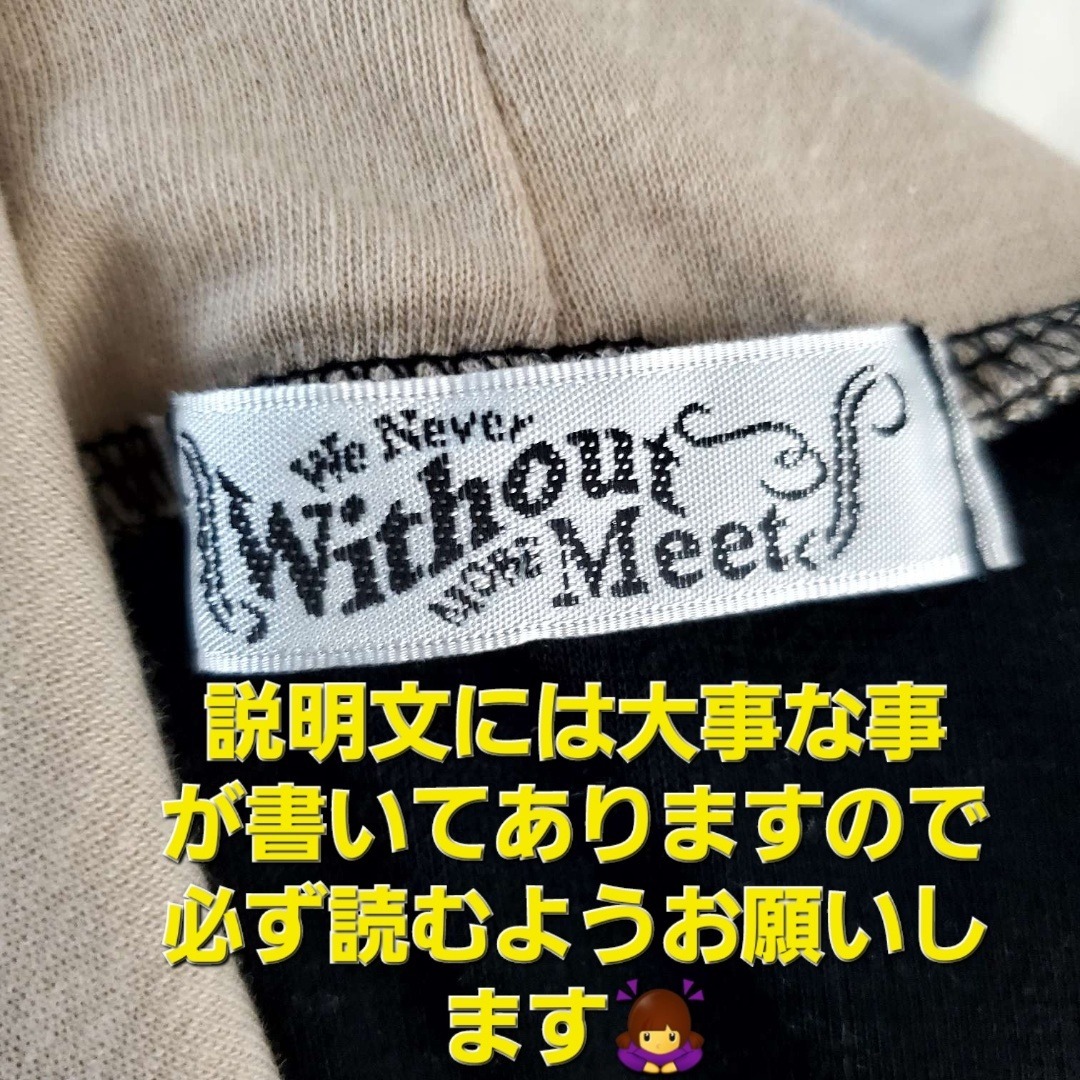 We Never
Without
MORE Meet
説明文には大事な事
が書いてありますので
必ず読むようお願いし
ます🙇‍♀️